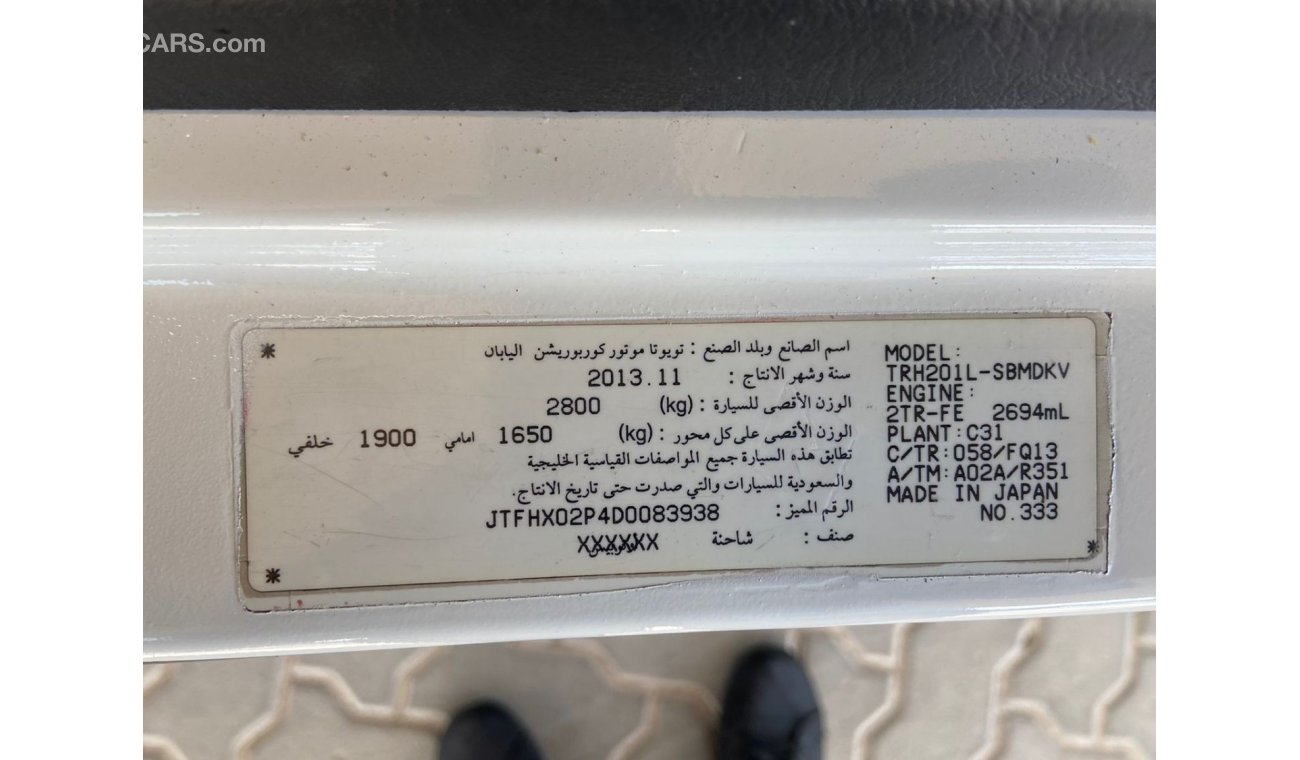 CARS.com
اسم الصانع وبلد الصنع : تويوتا موتور كوربوريشن اليابان
سنة وشهر الانتاج : 2013.11
الوزن الأقصى للسيارة : (kg) 2800
الوزن الأقصى على كل محور : (kg) 1650 امامي 1900 خلفي
تطابق هذه السيارة جميع المواصفات القياسية الخليجية
والسعودية للسيارات والتي صدرت حتى تاريخ الانتاج.
الرقم المميز : JTFHX02P4D0083938
صنف : شاحنة XXXXXX
MODEL:
TRH201L-SBMDKV
ENGINE:
2TR-FE 2694mL
PLANT:C31
C/TR:058/FQ13
A/TM:A02A/R351
MADE IN JAPAN
NO.333